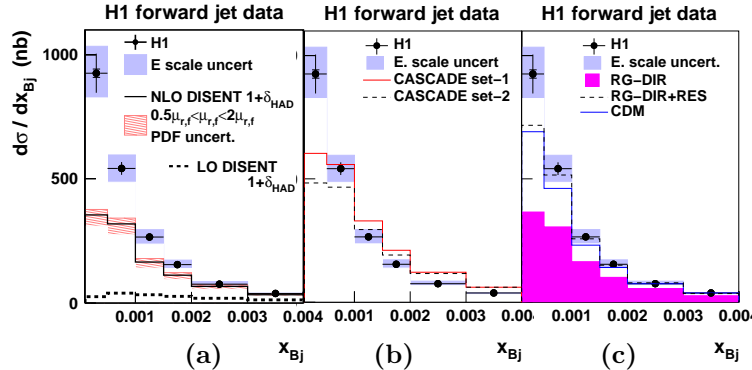 H1 forward jet data
H1 forward jet data
H1 forward jet data
dσ / dx_Bj (nb)
1000
500
0
H1
E scale uncert
NLO DISENT 1+δ_HAD
0.5μ_r,f<μ_r,f<2μ_r,f
PDF uncert.
LO DISENT
1+δ_HAD
H1
E. scale uncert.
CASCADE set-1
CASCADE set-2
H1
E. scale uncert.
RG-DIR
RG-DIR+RES
CDM
0.001 0.002 0.003 0.004
0.001 0.002 0.003 0.004
0.001 0.002 0.003 0.004
(a) x_Bj
(b) x_Bj
(c) x_Bj